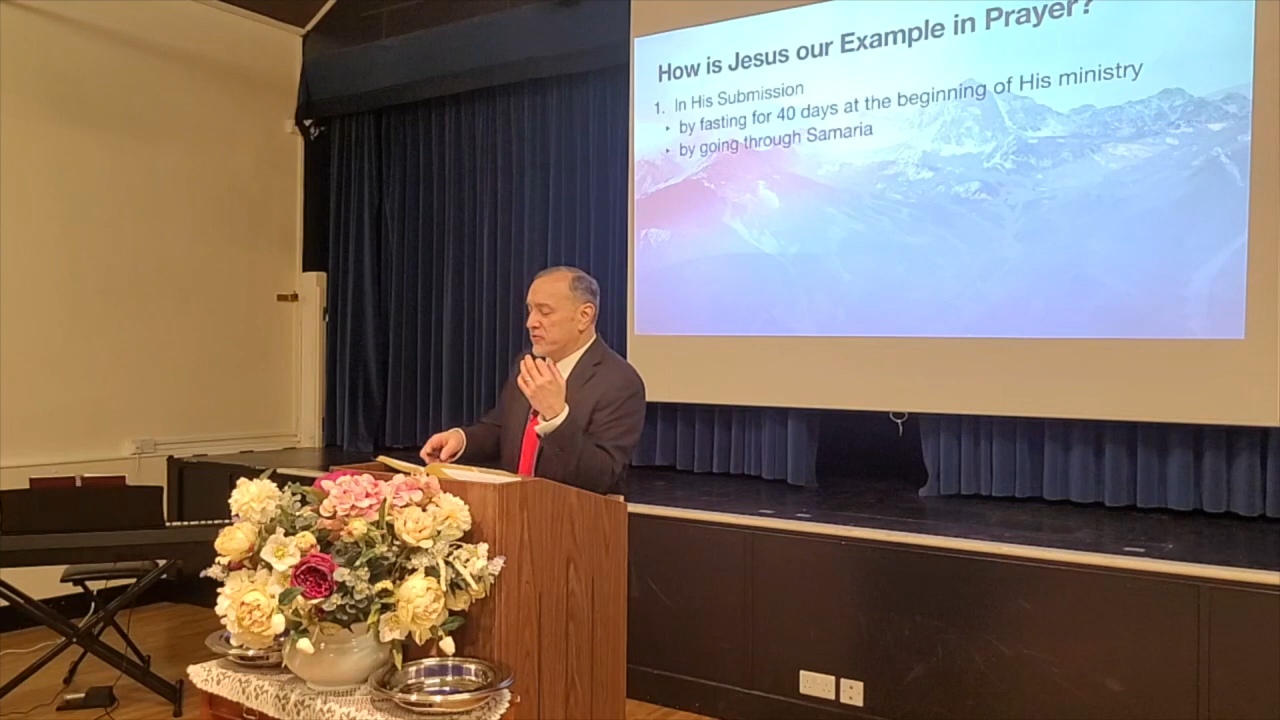 How is Jesus our Example in Prayer?
1. In His Submission
‣ by fasting for 40 days at the beginning of His ministry
‣ by going through Samaria